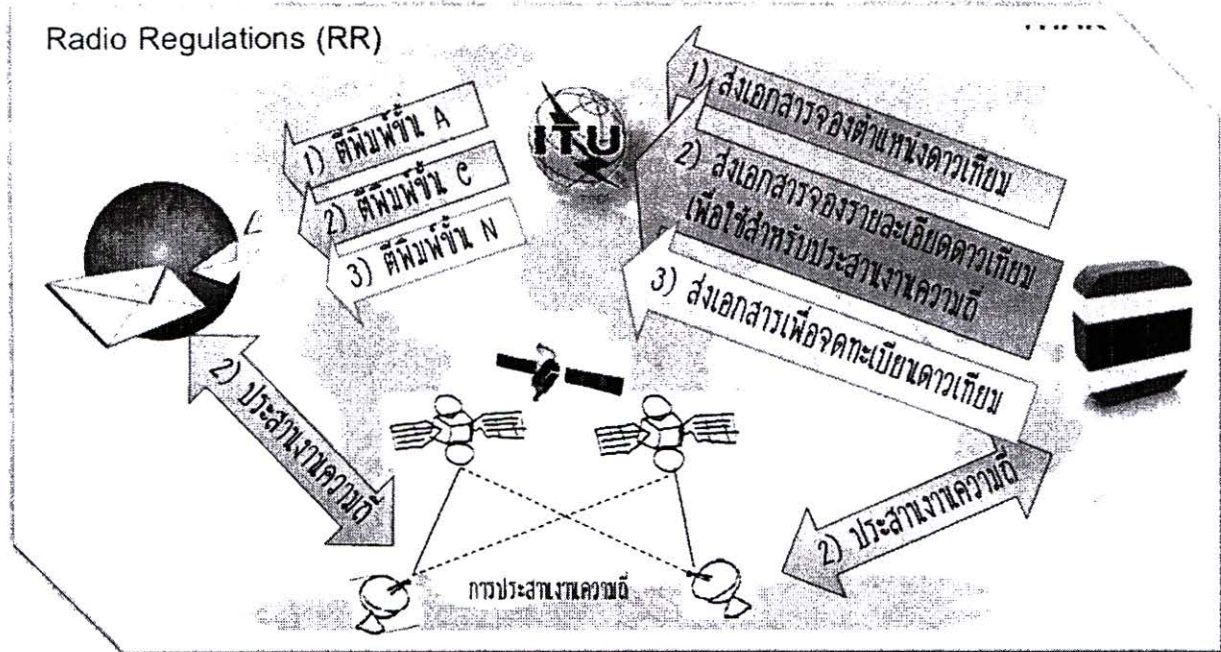 Radio Regulations (RR)
1) ตีพิมพ์ขั้น A
2) ตีพิมพ์ขั้น C
3) ตีพิมพ์ขั้น N
ITU
1) ส่งเอกสารจองตำแหน่งดาวเทียม
2) ส่งเอกสารจองรายละเอียดดาวเทียม
เพื่อใช้สำหรับประสานงานความถี่
3) ส่งเอกสารเพื่อจดทะเบียนดาวเทียม
2) ประสานงานความถี่
2) ประสานงานความถี่
การประสานงานความถี่